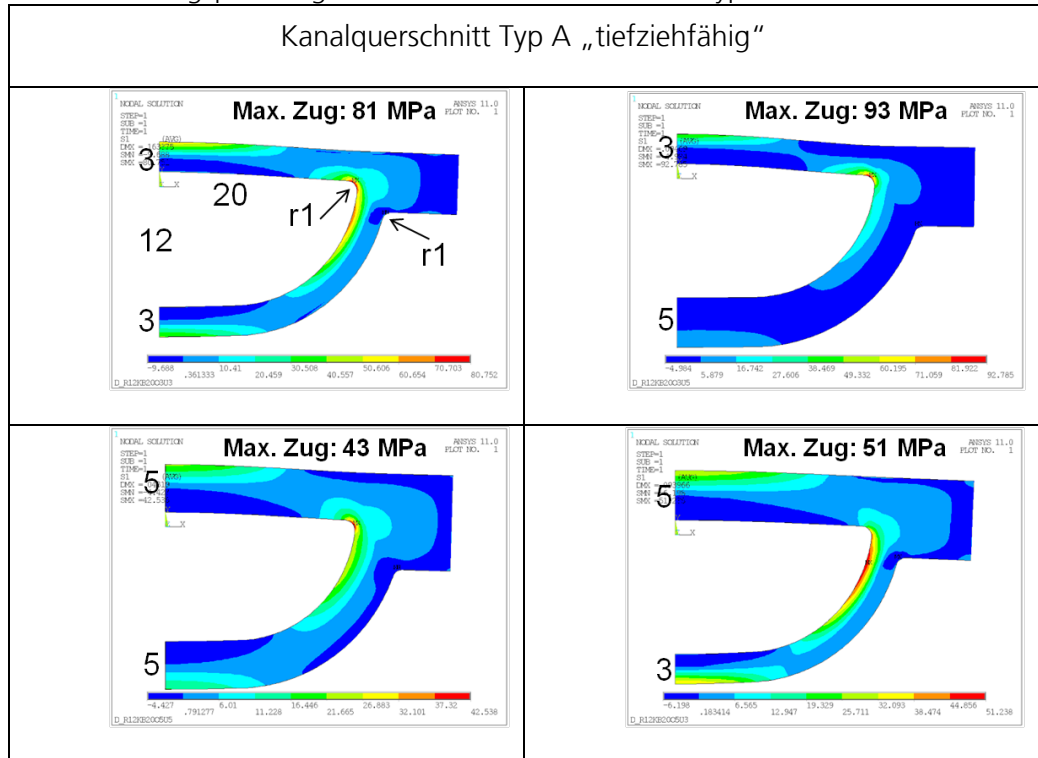 Kanalquerschnitt Typ A „tiefziehfähig“
1
NODAL SOLUTION
Max. Zug: 81 MPa
ANSYS 11.0
PLOT NO. 1
STEP=1
SUB =1
TIME=1
S1 (AVG)
3
Y X
20
r1
r1
12
3
-9.688 10.41 30.508 50.606 70.703
.361333 20.459 40.557 60.654 80.752
D_R12KB2003U3
1
NODAL SOLUTION
Max. Zug: 93 MPa
ANSYS 11.0
PLOT NO. 1
STEP=1
SUB =1
TIME=1
S1 (AVG)
3
X
5
-4.984 16.742 38.469 60.195 81.922
5.879 27.606 49.332 71.059 92.785
D_R12KB2003U5
1
NODAL SOLUTION
Max. Zug: 43 MPa
ANSYS 11.0
PLOT NO. 1
STEP=1
SUB =1
TIME=1
S1 (AVG)
5
X
5
-4.427 6.01 16.446 26.883 37.32
.791277 11.228 21.665 32.101 42.538
D_R12KB2005U5
1
NODAL SOLUTION
Max. Zug: 51 MPa
ANSYS 11.0
PLOT NO. 1
STEP=1
SUB =1
TIME=1
S1 (AVG)
5
X
3
-6.198 6.565 19.329 32.093 44.856
.183414 12.947 25.711 38.474 51.238
D_R12KB2005U3